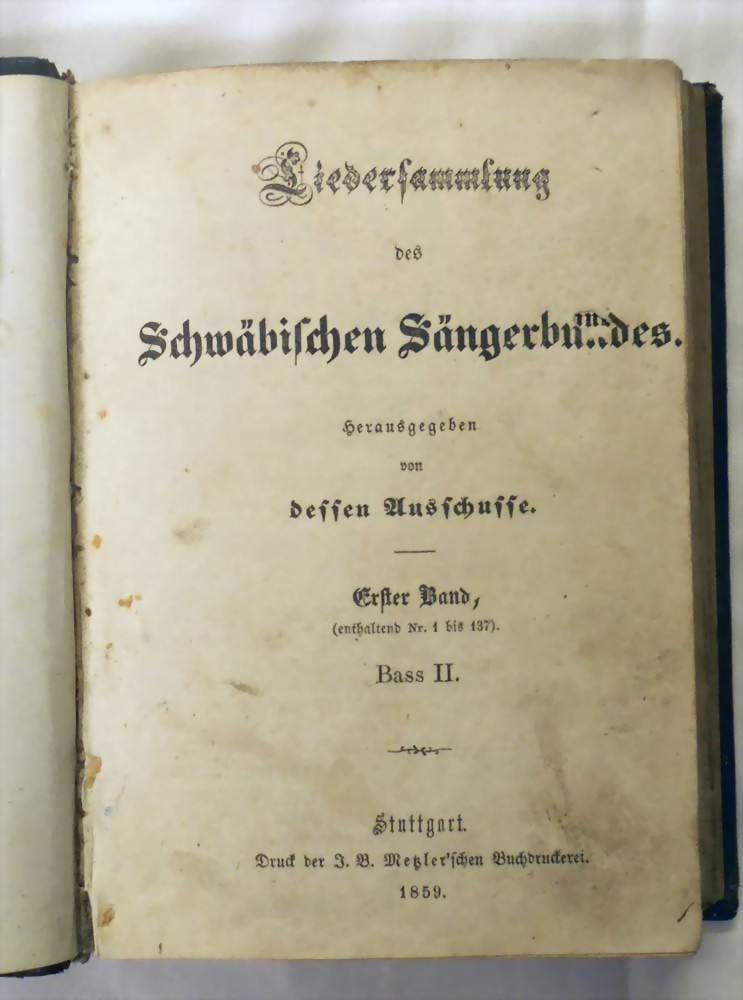 Liedersammlung
des
Schwäbischen Sängerbundes.
Herausgegeben
von
dessen Ausschusse.
Erster Band,
(enthaltend Nr. 1 bis 137).
Bass II.
Stuttgart.
Druck der J. B. Metzler'schen Buchdruckerei.
1859.